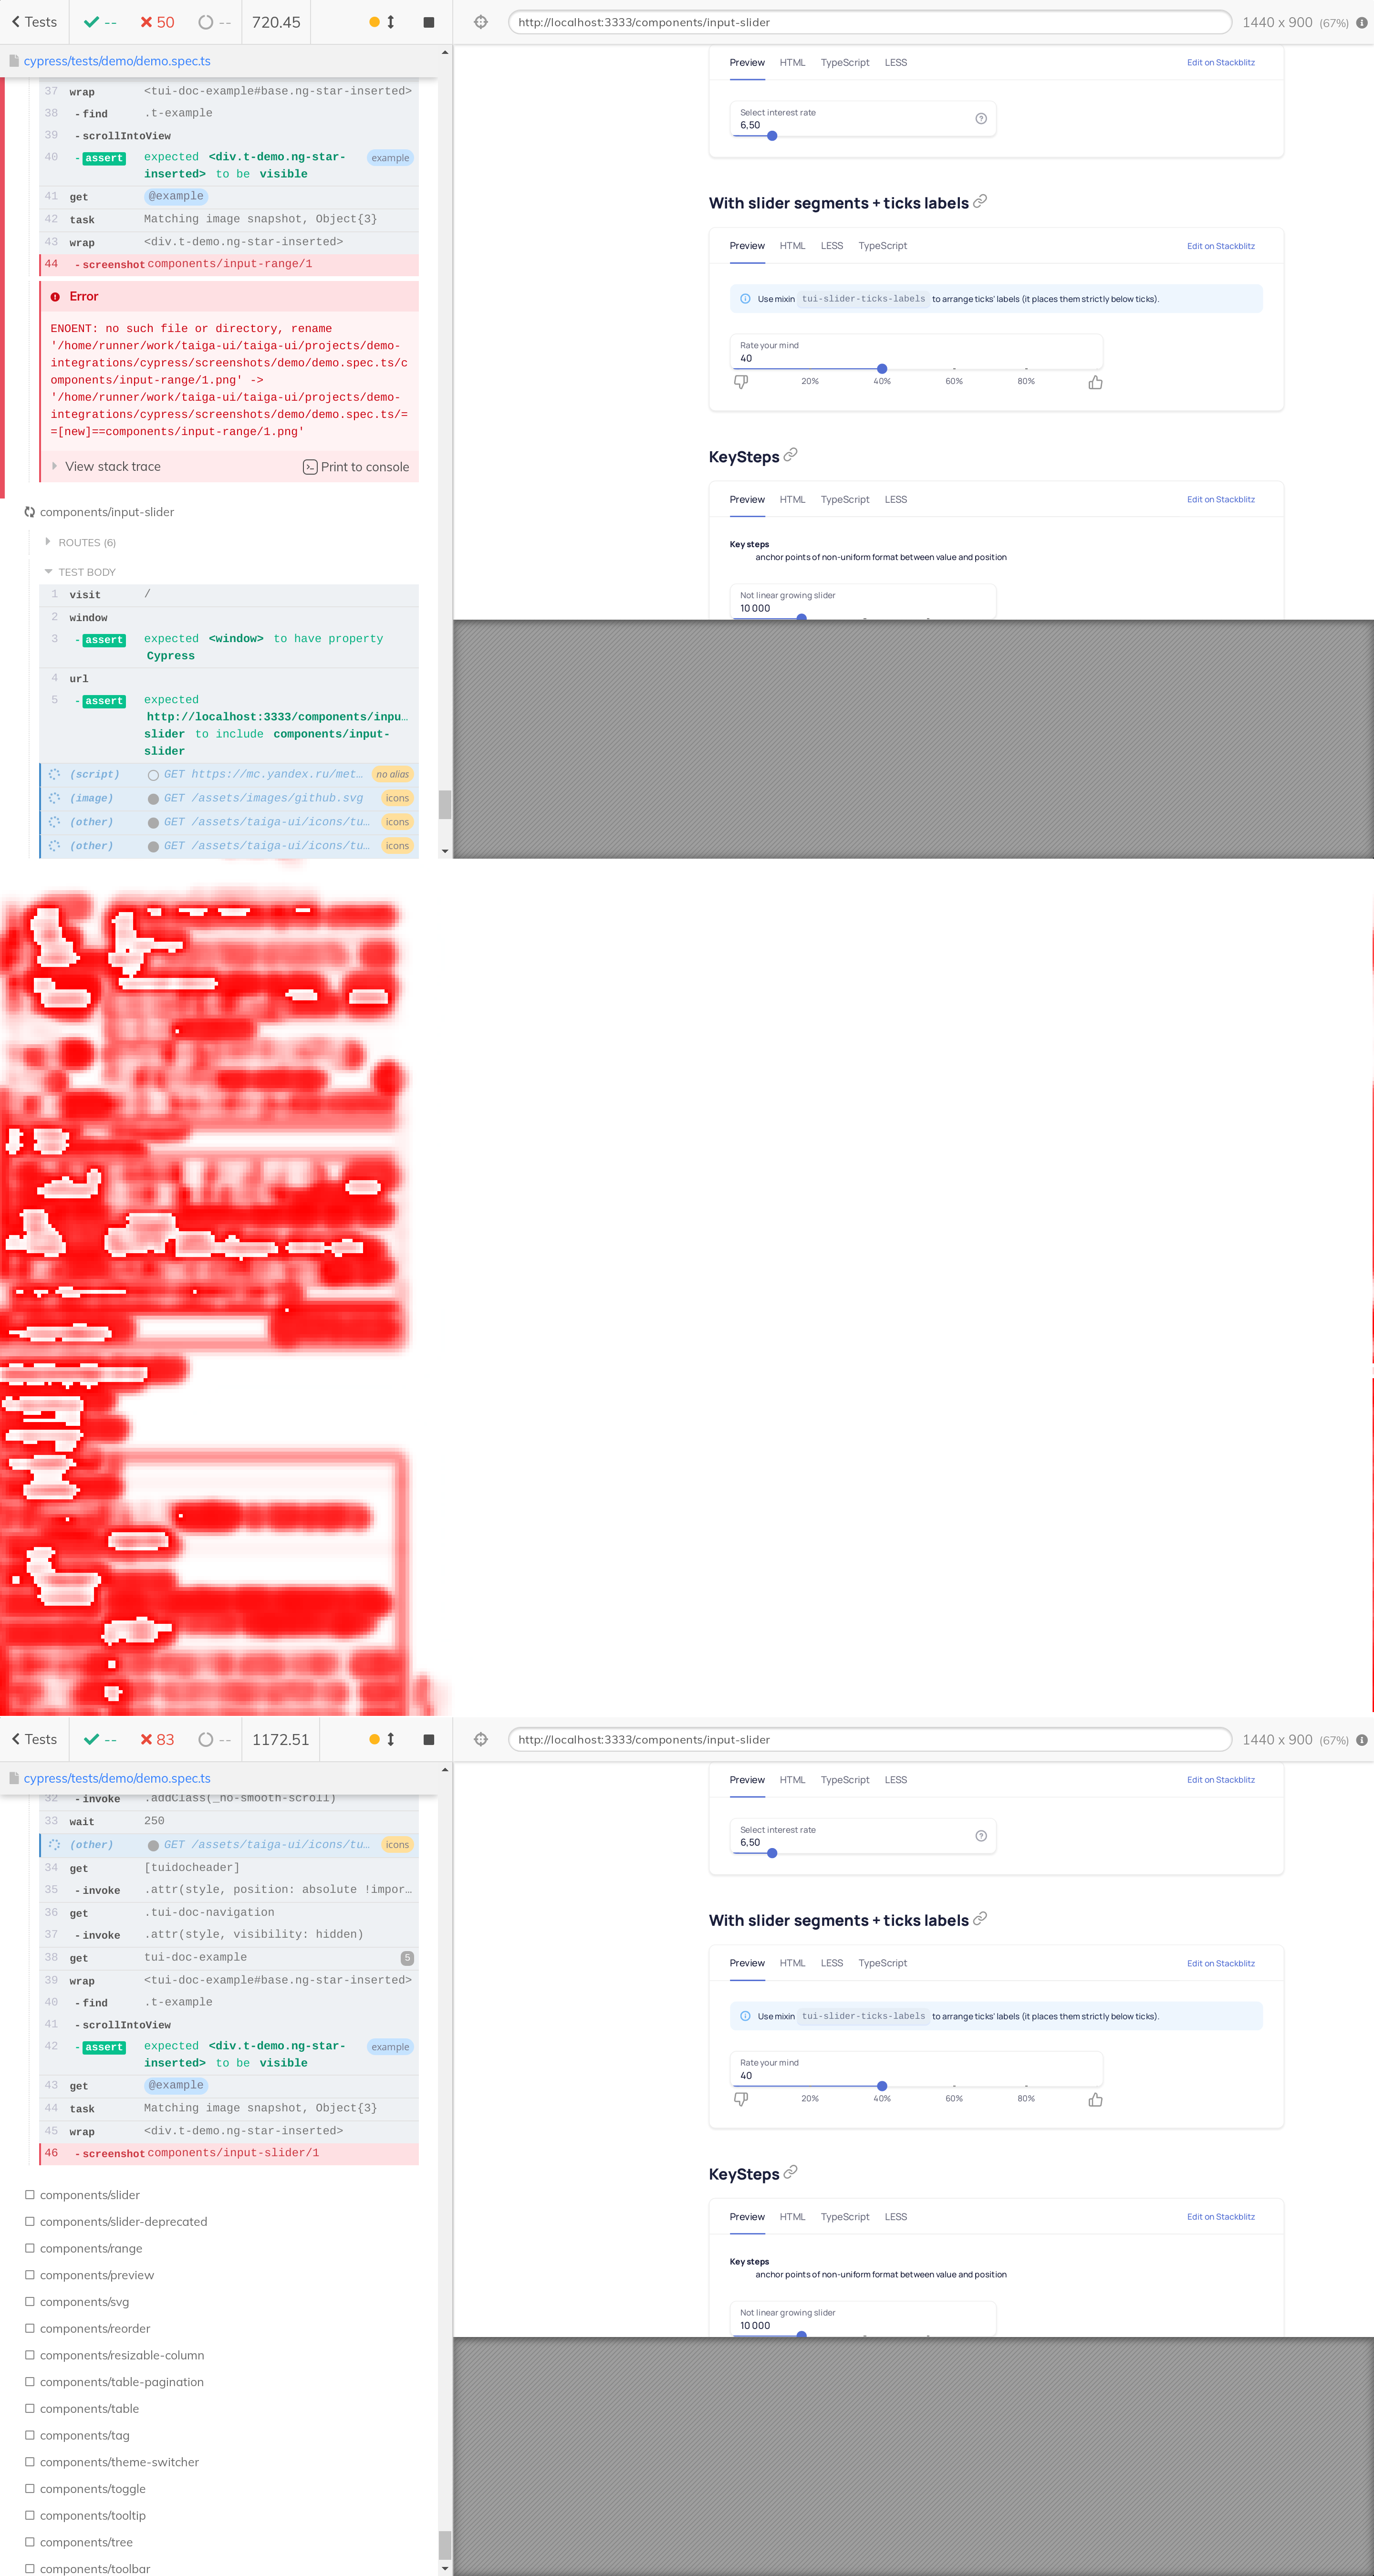 Tests -- 50 -- 720.45
http://localhost:3333/components/input-slider 1440 x 900 (67%)
cypress/tests/demo/demo.spec.ts
37 wrap <tui-doc-example#base.ng-star-inserted>
38 - find .t-example
39 - scrollIntoView
40 - assert expected <div.t-demo.ng-star- example
inserted> to be visible
41 get @example
42 task Matching image snapshot, Object{3}
43 wrap <div.t-demo.ng-star-inserted>
44 - screenshot components/input-range/1
Error
ENOENT: no such file or directory, rename
'/home/runner/work/taiga-ui/taiga-ui/projects/demo-
integrations/cypress/screenshots/demo/demo.spec.ts/c
omponents/input-range/1.png' ->
'/home/runner/work/taiga-ui/taiga-ui/projects/demo-
integrations/cypress/screenshots/demo/demo.spec.ts/=
=[new]==components/input-range/1.png'
View stack trace Print to console
components/input-slider
ROUTES (6)
TEST BODY
1 visit /
2 window
3 - assert expected <window> to have property
Cypress
4 url
5 - assert expected
http://localhost:3333/components/inpu…
slider to include components/input-
slider
(script) GET https://mc.yandex.ru/met… no alias
(image) GET /assets/images/github.svg icons
(other) GET /assets/taiga-ui/icons/tu… icons
(other) GET /assets/taiga-ui/icons/tu… icons
Preview HTML TypeScript LESS Edit on Stackblitz
Select interest rate
6,50
With slider segments + ticks labels
Preview HTML LESS TypeScript Edit on Stackblitz
Use mixin tui-slider-ticks-labels to arrange ticks' labels (it places them strictly below ticks).
Rate your mind
40
20% 40% 60% 80%
KeySteps
Preview HTML TypeScript LESS Edit on Stackblitz
Key steps
anchor points of non-uniform format between value and position
Not linear growing slider
10 000
Tests -- 83 -- 1172.51
http://localhost:3333/components/input-slider 1440 x 900 (67%)
cypress/tests/demo/demo.spec.ts
32 - invoke .addClass(_no-smooth-scroll)
33 wait 250
(other) GET /assets/taiga-ui/icons/tu… icons
34 get [tuidocheader]
35 - invoke .attr(style, position: absolute !impor…
36 get .tui-doc-navigation
37 - invoke .attr(style, visibility: hidden)
38 get tui-doc-example 5
39 wrap <tui-doc-example#base.ng-star-inserted>
40 - find .t-example
41 - scrollIntoView
42 - assert expected <div.t-demo.ng-star- example
inserted> to be visible
43 get @example
44 task Matching image snapshot, Object{3}
45 wrap <div.t-demo.ng-star-inserted>
46 - screenshot components/input-slider/1
components/slider
components/slider-deprecated
components/range
components/preview
components/svg
components/reorder
components/resizable-column
components/table-pagination
components/table
components/tag
components/theme-switcher
components/toggle
components/tooltip
components/tree
components/toolbar
Preview HTML TypeScript LESS Edit on Stackblitz
Select interest rate
6,50
With slider segments + ticks labels
Preview HTML LESS TypeScript Edit on Stackblitz
Use mixin tui-slider-ticks-labels to arrange ticks' labels (it places them strictly below ticks).
Rate your mind
40
20% 40% 60% 80%
KeySteps
Preview HTML TypeScript LESS Edit on Stackblitz
Key steps
anchor points of non-uniform format between value and position
Not linear growing slider
10 000